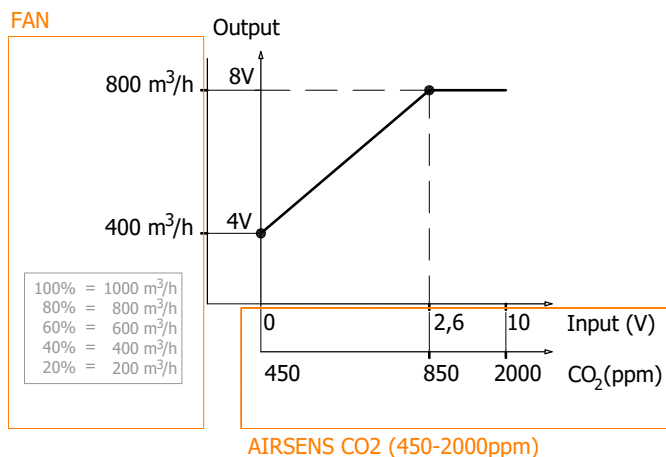 FAN
Output
800 m³/h
8V
400 m³/h
4V
100% = 1000 m³/h
80% = 800 m³/h
60% = 600 m³/h
40% = 400 m³/h
20% = 200 m³/h
0 2,6 10 Input (V)
450 850 2000 CO₂(ppm)
AIRSENS CO2 (450-2000ppm)